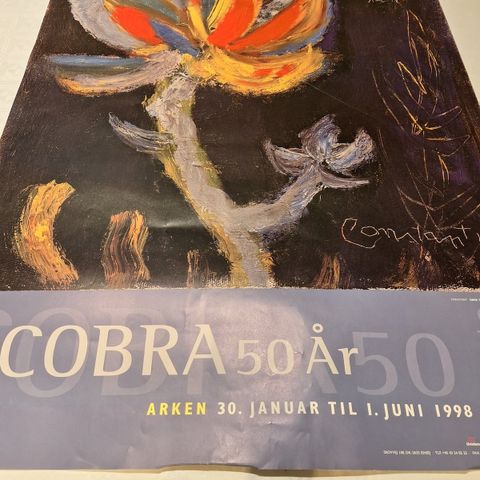 Constant
COBRA 50 År
ARKEN 30. JANUAR TIL 1. JUNI 1998